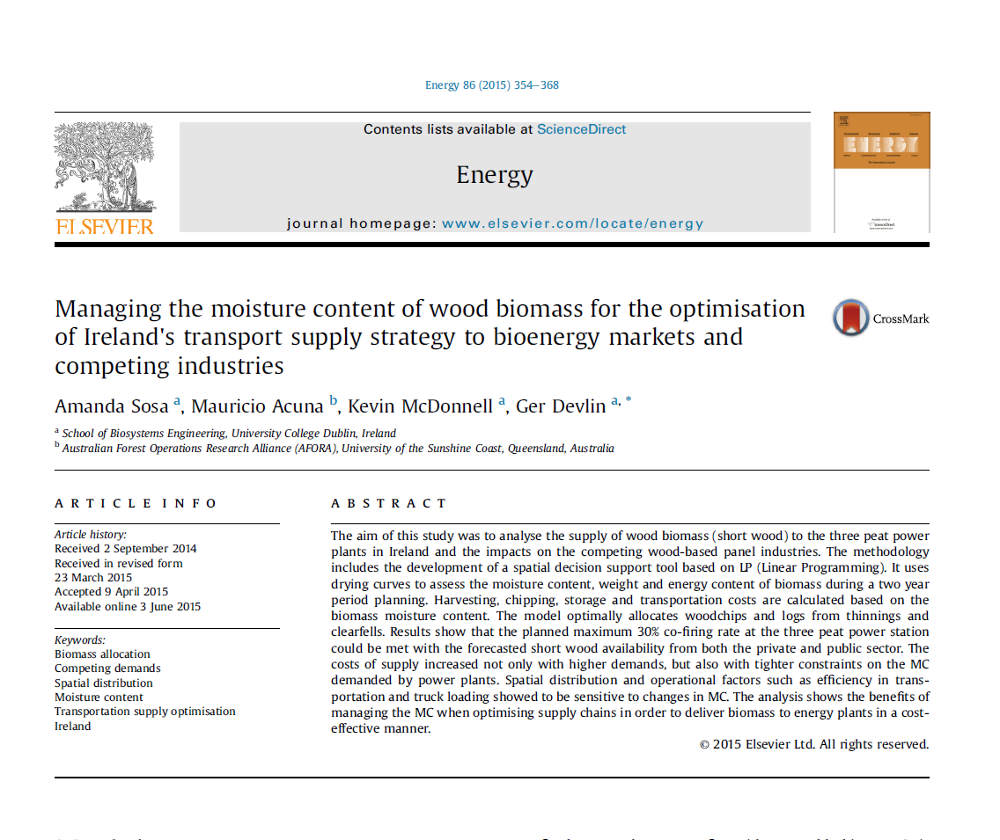 Energy 86 (2015) 354–368
Contents lists available at ScienceDirect
Energy
journal homepage: www.elsevier.com/locate/energy
ELSEVIER
ENERGY
Managing the moisture content of wood biomass for the optimisation
of Ireland's transport supply strategy to bioenergy markets and
competing industries
CrossMark
Amanda Sosa a, Mauricio Acuna b, Kevin McDonnell a, Ger Devlin a, *
a School of Biosystems Engineering, University College Dublin, Ireland
b Australian Forest Operations Research Alliance (AFORA), University of the Sunshine Coast, Queensland, Australia
ARTICLE INFO
Article history:
Received 2 September 2014
Received in revised form
23 March 2015
Accepted 9 April 2015
Available online 3 June 2015
Keywords:
Biomass allocation
Competing demands
Spatial distribution
Moisture content
Transportation supply optimisation
Ireland
ABSTRACT
The aim of this study was to analyse the supply of wood biomass (short wood) to the three peat power
plants in Ireland and the impacts on the competing wood-based panel industries. The methodology
includes the development of a spatial decision support tool based on LP (Linear Programming). It uses
drying curves to assess the moisture content, weight and energy content of biomass during a two year
period planning. Harvesting, chipping, storage and transportation costs are calculated based on the
biomass moisture content. The model optimally allocates woodchips and logs from thinnings and
clearfells. Results show that the planned maximum 30% co-firing rate at the three peat power station
could be met with the forecasted short wood availability from both the private and public sector. The
costs of supply increased not only with higher demands, but also with tighter constraints on the MC
demanded by power plants. Spatial distribution and operational factors such as efficiency in trans-
portation and truck loading showed to be sensitive to changes in MC. The analysis shows the benefits of
managing the MC when optimising supply chains in order to deliver biomass to energy plants in a cost-
effective manner.
© 2015 Elsevier Ltd. All rights reserved.